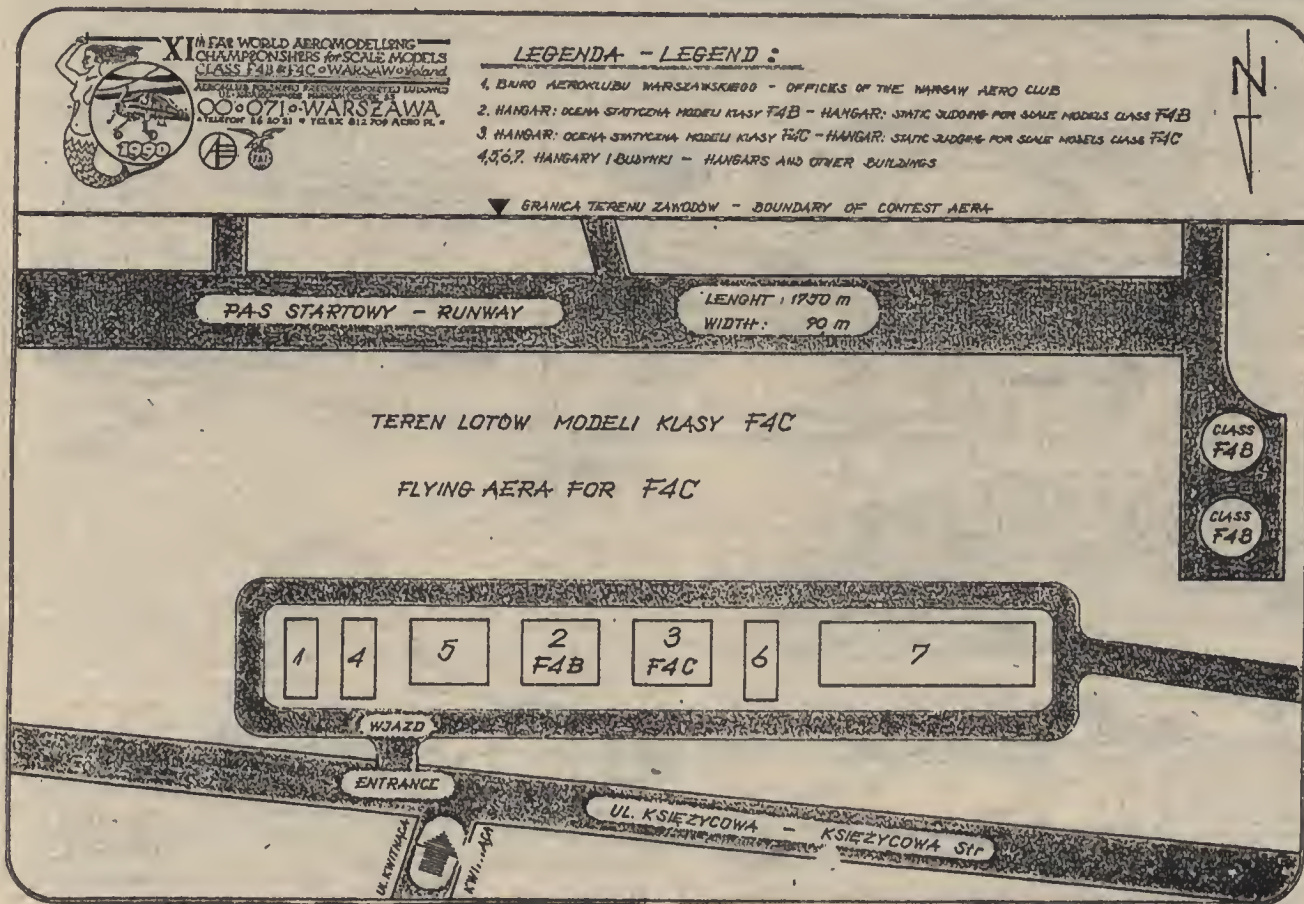 XI th FAI WORLD AEROMODELLING
CHAMPIONSHIPS for SCALE MODELS
CLASS F4B & F4C • WARSAW • Poland
00•071•WARSZAWA
1990
LEGENDA - LEGEND :
1. BIURO AEROKLUBU WARSZAWSKIEGO - OFFICES OF THE WARSAW AERO CLUB
2. HANGAR: OCENA STATYCZNA MODELI KLASY F4B - HANGAR: STATIC JUDGING FOR SCALE MODELS CLASS F4B
3. HANGAR: OCENA STATYCZNA MODELI KLASY F4C - HANGAR: STATIC JUDGING FOR SCALE MODELS CLASS F4C
4,5,6,7. HANGARY I BUDYNKI - HANGARS AND OTHER BUILDINGS
GRANICA TERENU ZAWODÓW - BOUNDARY OF CONTEST AERA
N
PAS STARTOWY - RUNWAY
LENGHT :
WIDTH : 90 m
TEREN LOTÓW MODELI KLASY F4C
FLYING AERA FOR F4C
CLASS
F4B
CLASS
F4B
1
4
5
2
F4B
3
F4C
6
7
WJAZD
ENTRANCE
UL. KSIĘŻYCOWA - KSIĘŻYCOWA Str